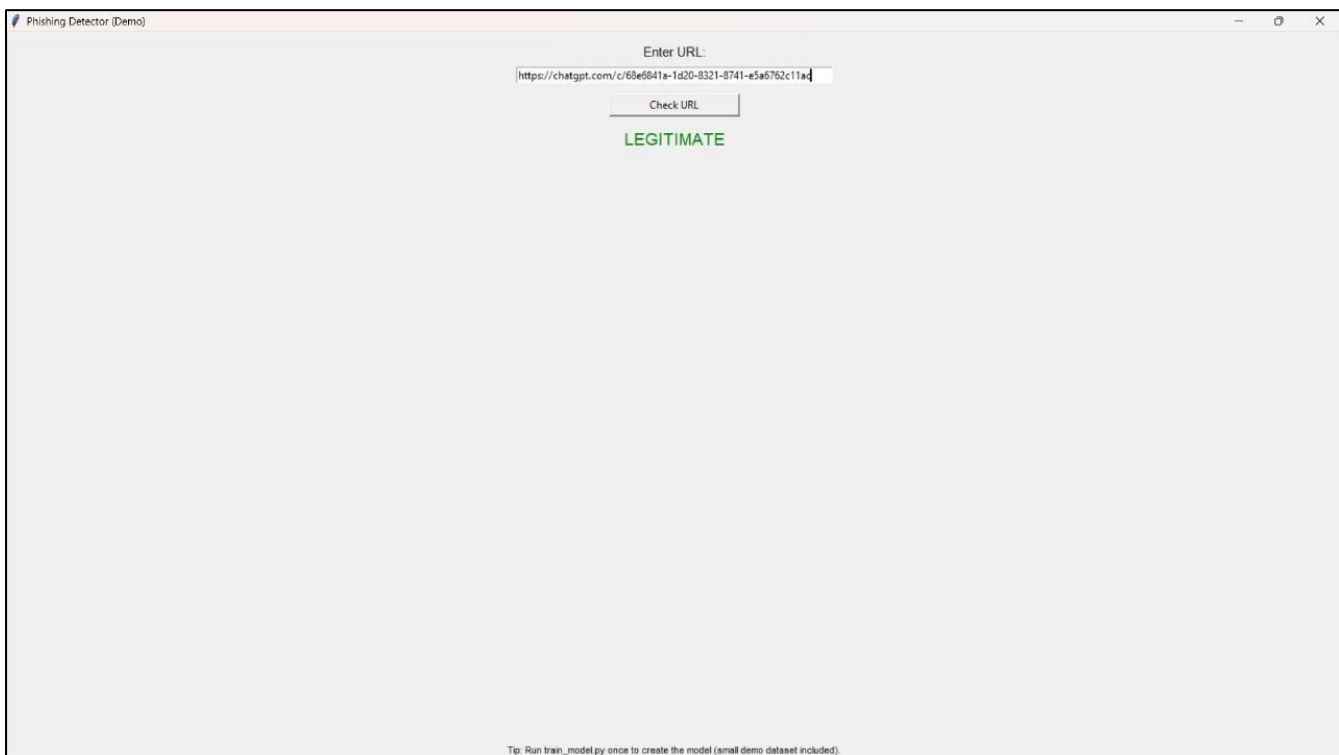 Phishing Detector (Demo)
Enter URL:
https://chatgpt.com/c/68e6841a-1d20-8321-8741-e5a6762c11ac
Check URL
LEGITIMATE
Tip: Run train_model.py once to create the model (small demo dataset included).